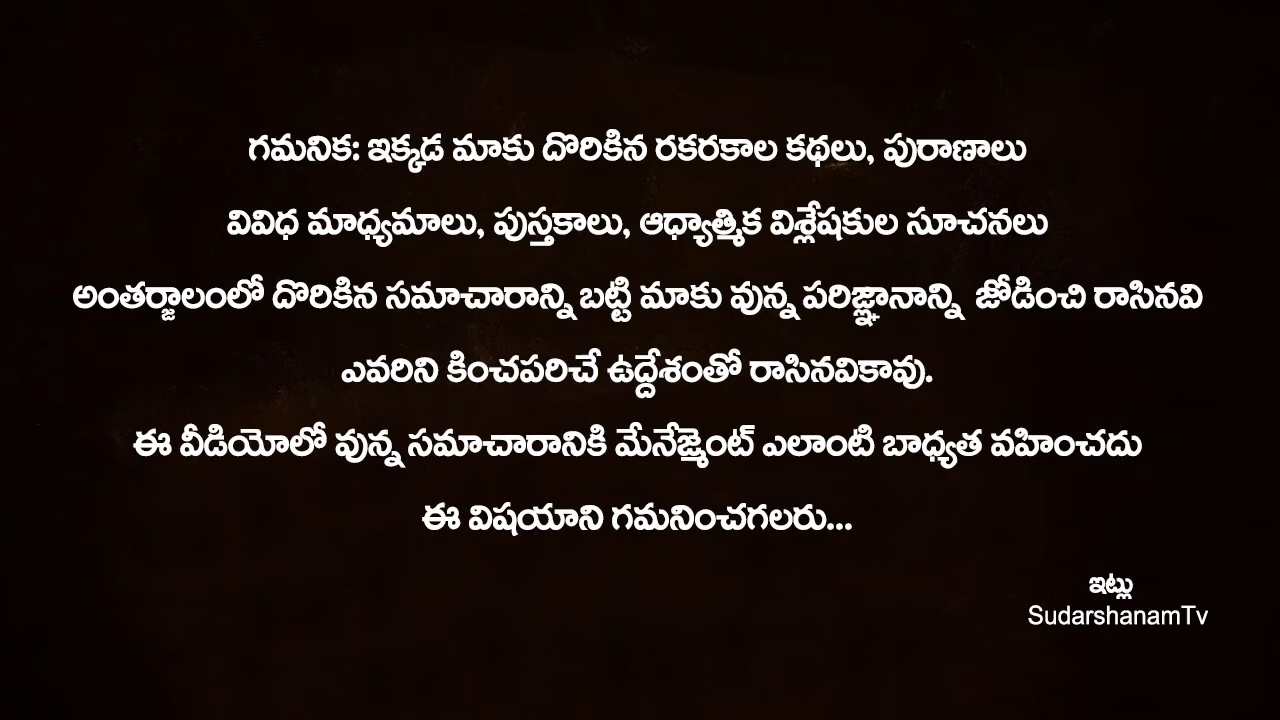 గమనిక: ఇక్కడ మాకు దొరికిన రకరకాల కథలు, పురాణాలు
వివిధ మాధ్యమాలు, పుస్తకాలు, ఆధ్యాత్మిక విశ్లేషకుల సూచనలు
అంతర్జాలంలో దొరికిన సమాచారాన్ని బట్టి మాకు వున్న పరిజ్ఞానాన్ని జోడించి రాసినవి
ఎవరిని కించపరిచే ఉద్దేశంతో రాసినవికావు.
ఈ వీడియోలో వున్న సమాచారానికి మేనేజ్మెంట్ ఎలాంటి బాధ్యత వహించదు
ఈ విషయాని గమనించగలరు...
ఇట్లు
SudarshanamTv